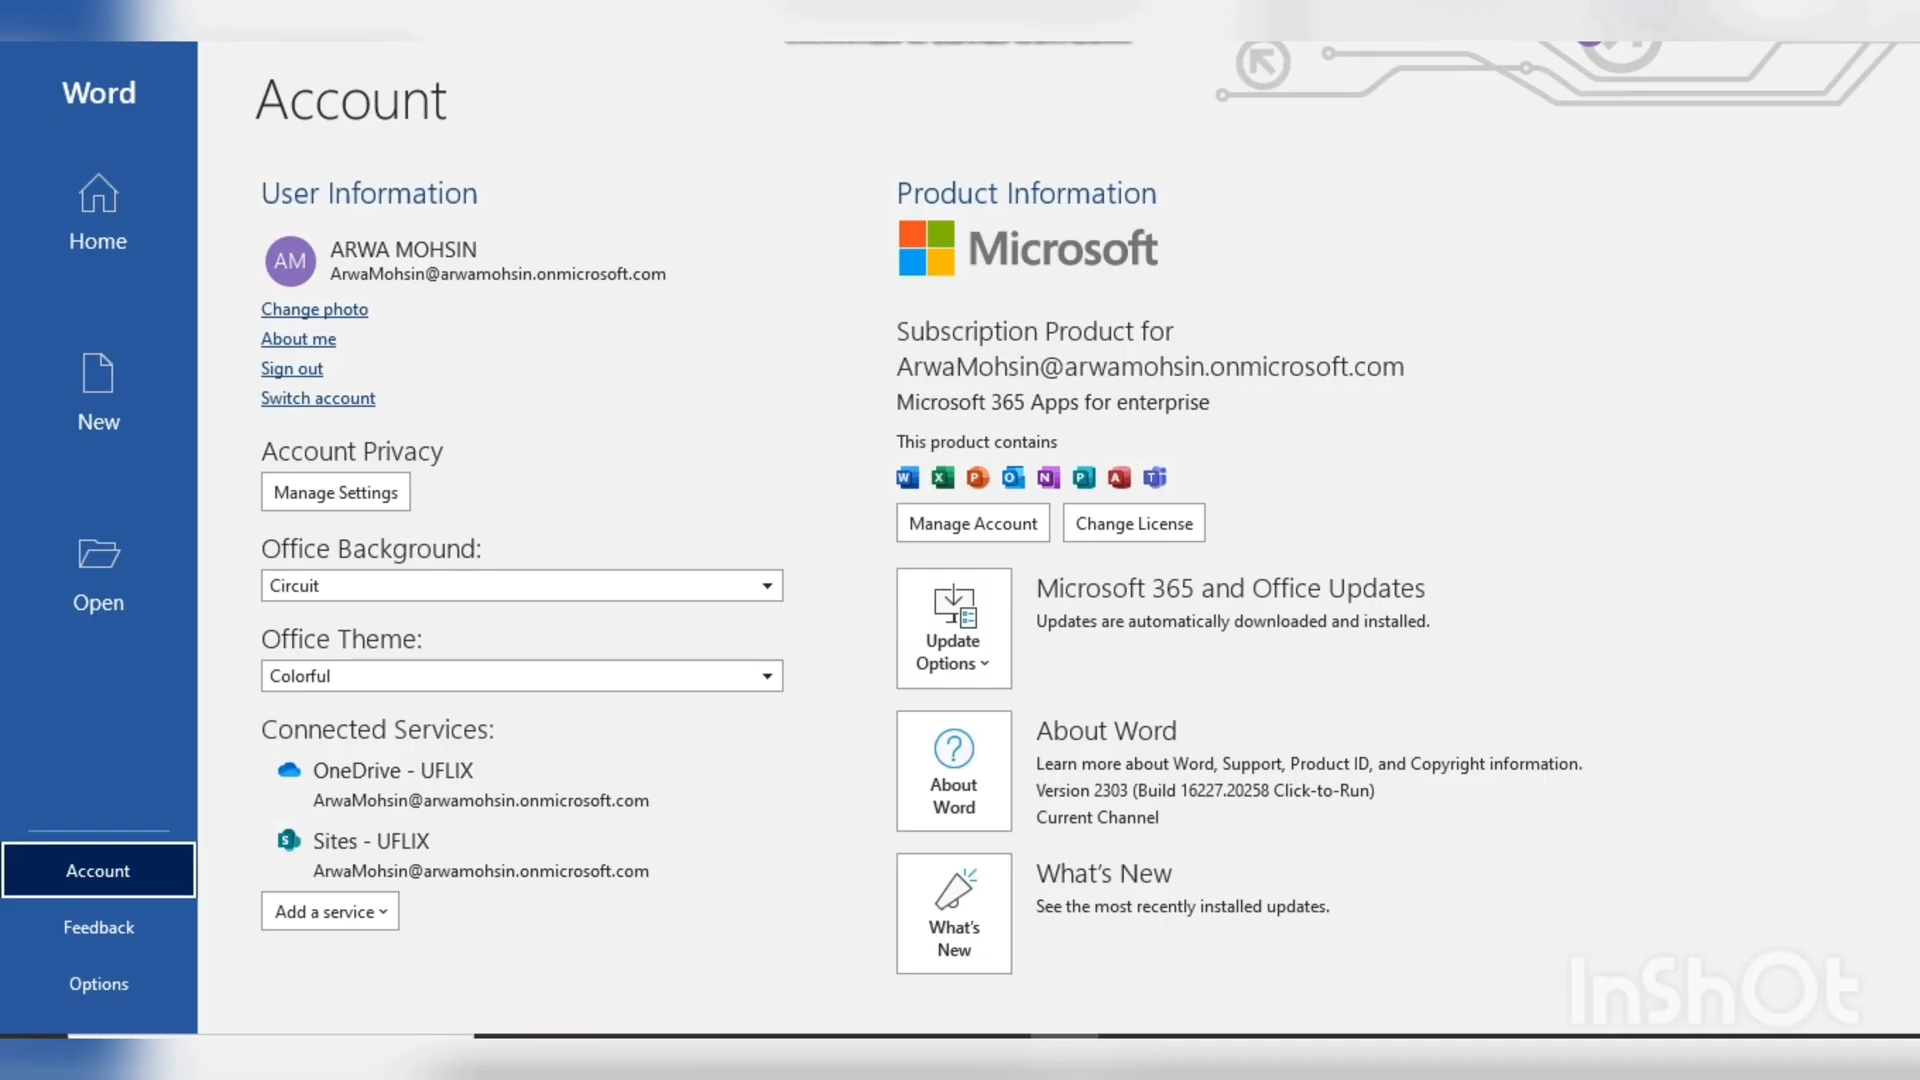 Word
Home
New
Open
Account
Feedback
Options
Account
User Information
AM
ARWA MOHSIN
ArwaMohsin@arwamohsin.onmicrosoft.com
Change photo
About me
Sign out
Switch account
Account Privacy
Manage Settings
Office Background:
Circuit
Office Theme:
Colorful
Connected Services:
OneDrive - UFLIX
ArwaMohsin@arwamohsin.onmicrosoft.com
S
Sites - UFLIX
ArwaMohsin@arwamohsin.onmicrosoft.com
Add a service
Product Information
Microsoft
Subscription Product for
ArwaMohsin@arwamohsin.onmicrosoft.com
Microsoft 365 Apps for enterprise
This product contains
W X P O N P A T
Manage Account Change License
Update
Options
Microsoft 365 and Office Updates
Updates are automatically downloaded and installed.
About
Word
About Word
Learn more about Word, Support, Product ID, and Copyright information.
Version 2303 (Build 16227.20258 Click-to-Run)
Current Channel
What's
New
What's New
See the most recently installed updates.
InShOt